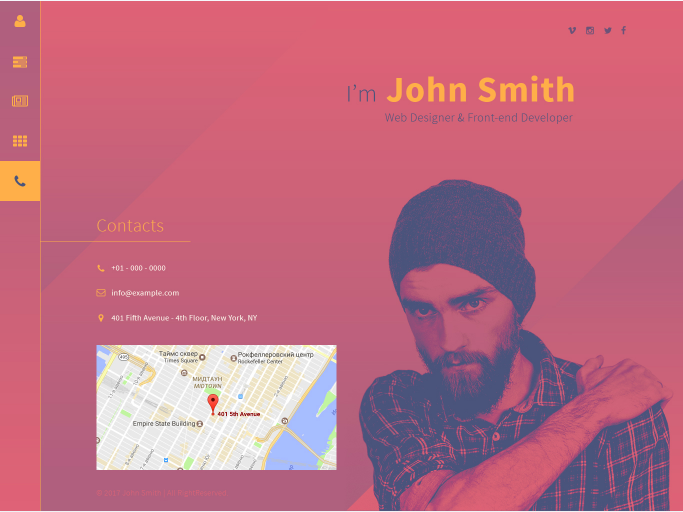 I'm John Smith
Web Designer & Front-end Developer
Contacts
+01 - 000 - 0000
info@example.com
401 Fifth Avenue - 4th Floor, New York, NY
495
Таймс сквер
Times Square
Рокфеллеровский центр
Rockefeller Center
МИДТАУН
MIDTOWN
401 5th Avenue
Empire State Building